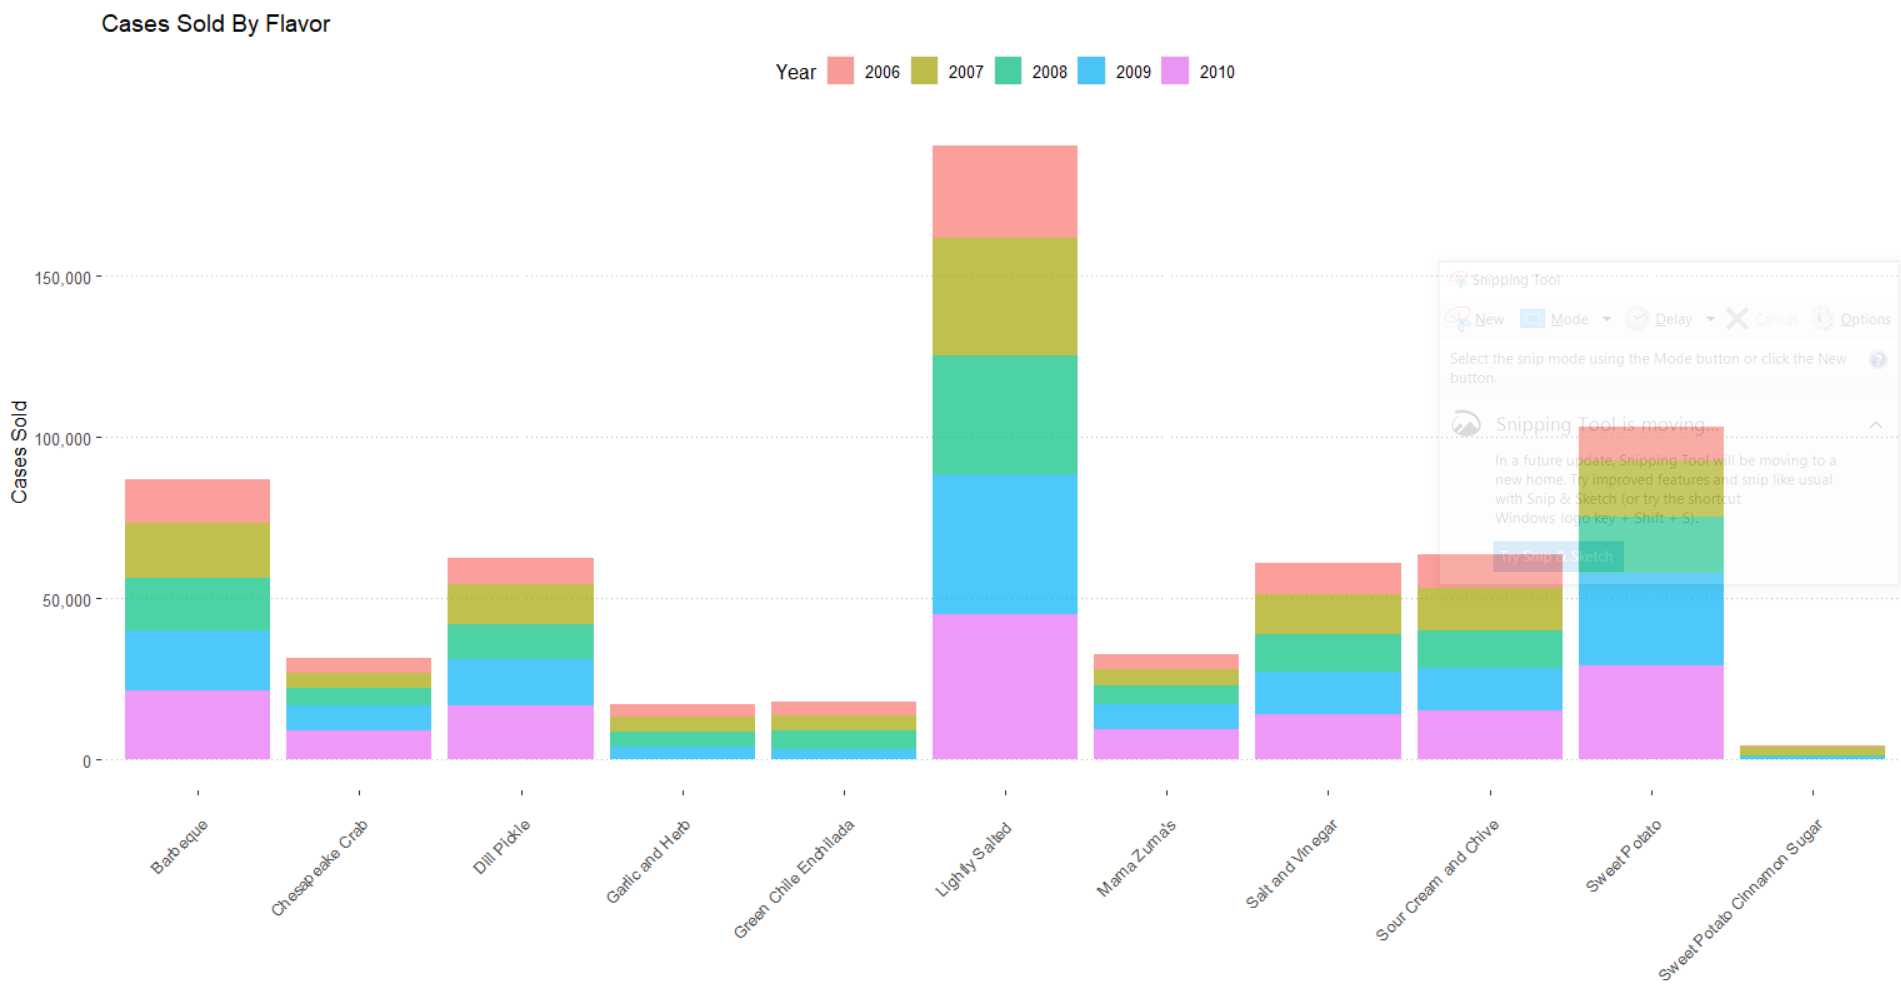 Cases Sold By Flavor
Year 2006 2007 2008 2009 2010
Cases Sold
150,000
100,000
50,000
0
Snipping Tool
New Mode Delay Cancel Options
Select the snip mode using the Mode button or click the New
button.
Snipping Tool is moving...
In a future update, Snipping Tool will be moving to a
new home. Try improved features and snip like usual
with Snip & Sketch (or try the shortcut
Windows logo key + Shift + S).
Try Snip & Sketch
Barbeque
Chesapeake Crab
Dill Pickle
Garlic and Herb
Green Chile Enchilada
Lightly Salted
Mama Zuma's
Salt and Vinegar
Sour Cream and Chive
Sweet Potato
Sweet Potato Cinnamon Sugar